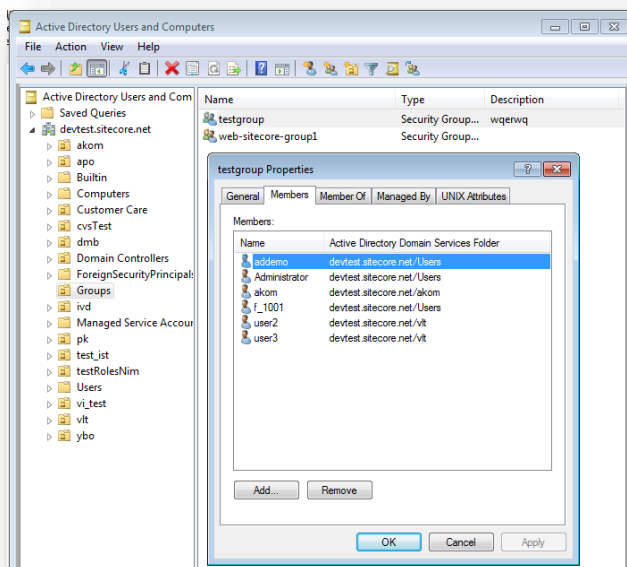 Active Directory Users and Computers
File Action View Help
Active Directory Users and Com
Saved Queries
devtest.sitecore.net
akom
apo
Builtin
Computers
Customer Care
cvsTest
dmb
Domain Controllers
ForeignSecurityPrincipals
Groups
ivd
Managed Service Accour
pk
test_ist
testRolesNim
Users
vi_test
vlt
ybo
Name Type Description
testgroup Security Group... wqerwq
web-sitecore-group1 Security Group...
testgroup Properties
General Members Member Of Managed By UNIX Attributes
Members:
Name Active Directory Domain Services Folder
addemo devtest.sitecore.net/Users
Administrator devtest.sitecore.net/Users
akom devtest.sitecore.net/akom
f_1001 devtest.sitecore.net/Users
user2 devtest.sitecore.net/vlt
user3 devtest.sitecore.net/vlt
Add... Remove
OK Cancel Apply